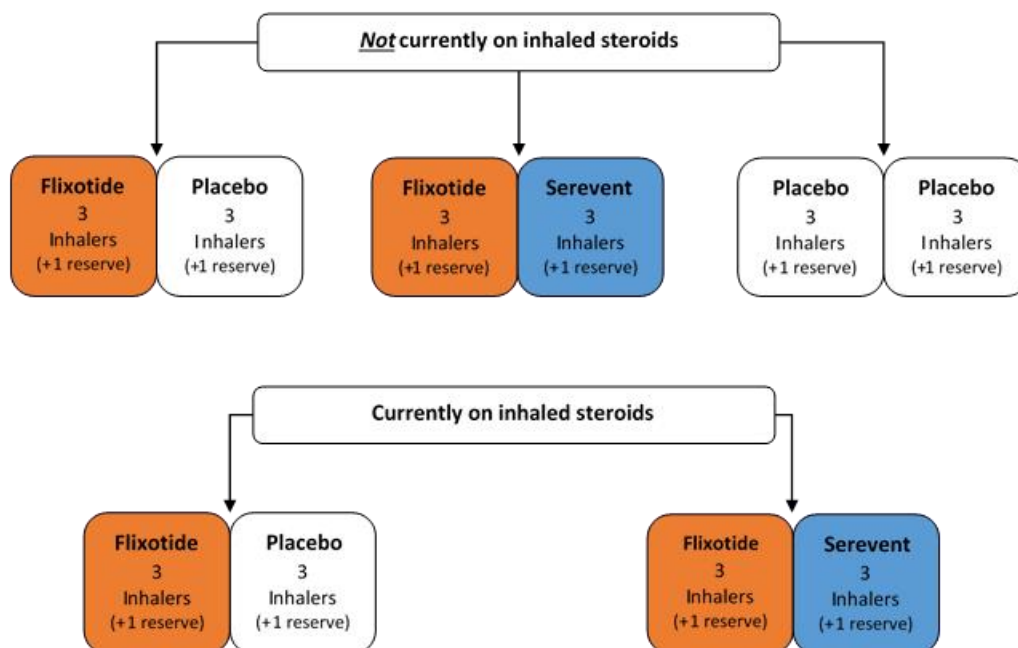 Not currently on inhaled steroids
Flixotide
3
Inhalers
(+1 reserve)
Placebo
3
Inhalers
(+1 reserve)
Flixotide
3
Inhalers
(+1 reserve)
Serevent
3
Inhalers
(+1 reserve)
Placebo
3
Inhalers
(+1 reserve)
Placebo
3
Inhalers
(+1 reserve)
Currently on inhaled steroids
Flixotide
3
Inhalers
(+1 reserve)
Placebo
3
Inhalers
(+1 reserve)
Flixotide
3
Inhalers
(+1 reserve)
Serevent
3
Inhalers
(+1 reserve)